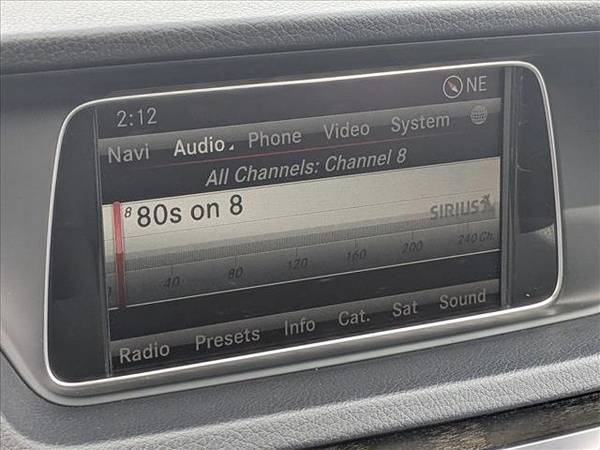 2:12 NE
Navi Audio Phone Video System
All Channels: Channel 8
8 80s on 8
SIRIUS
40 80 120 160 200 240 Ch.
Radio Presets Info Cat. Sat Sound